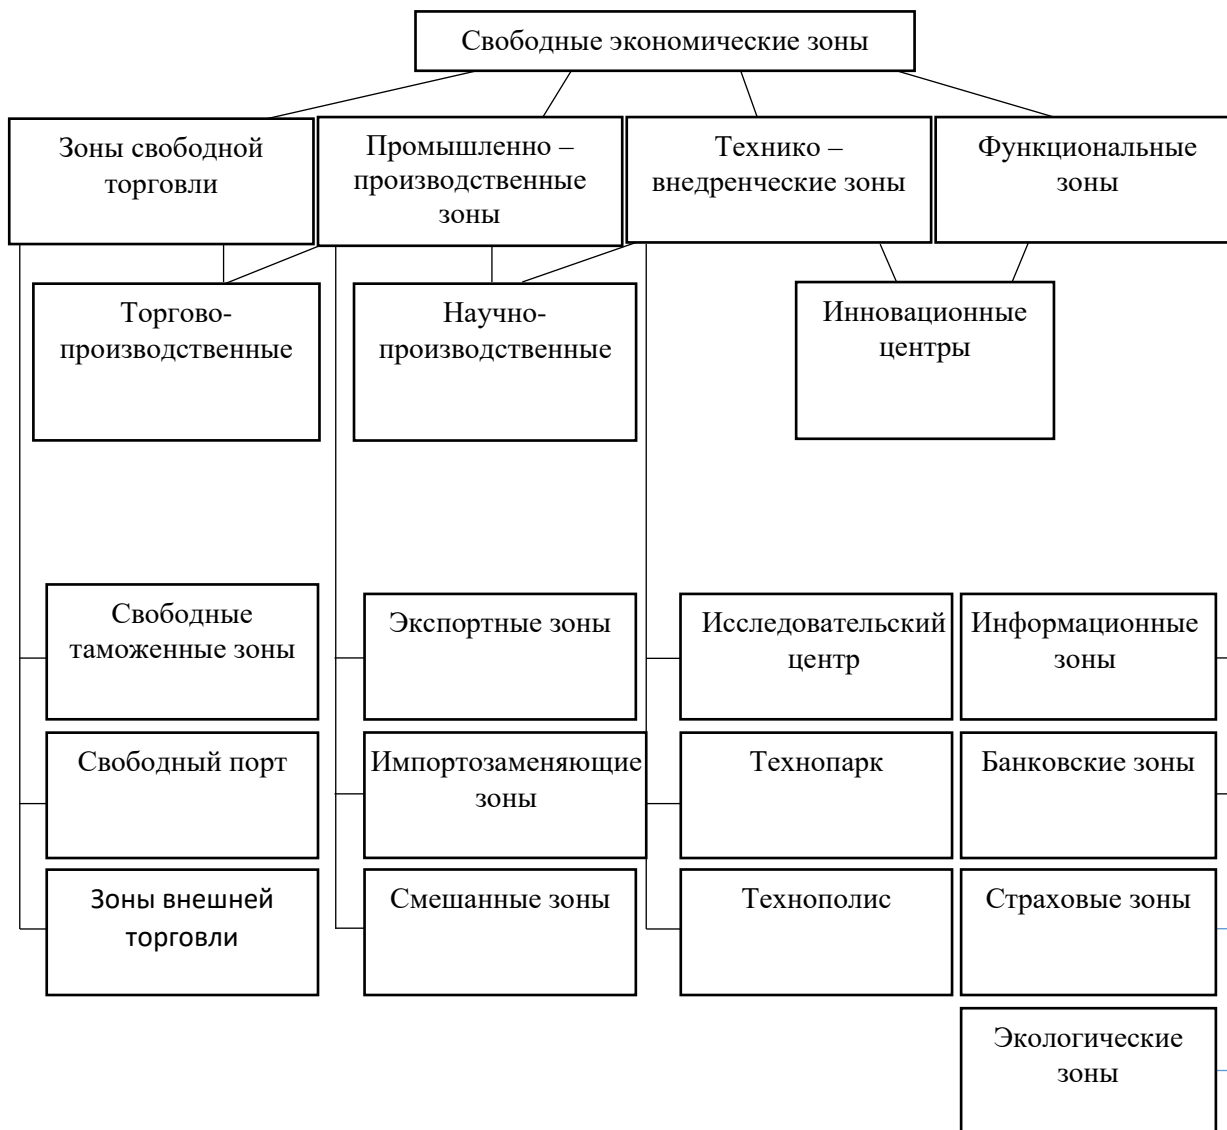 Свободные экономические зоны
Зоны свободной
торговли
Промышленно –
производственные
зоны
Технико –
внедренческие зоны
Функциональные
зоны
Торгово-
производственные
Научно-
производственные
Инновационные
центры
Свободные
таможенные зоны
Экспортные зоны
Исследовательский
центр
Информационные
зоны
Свободный порт
Импортозаменяющие
зоны
Технопарк
Банковские зоны
Зоны внешней
торговли
Смешанные зоны
Технополис
Страховые зоны
Экологические
зоны